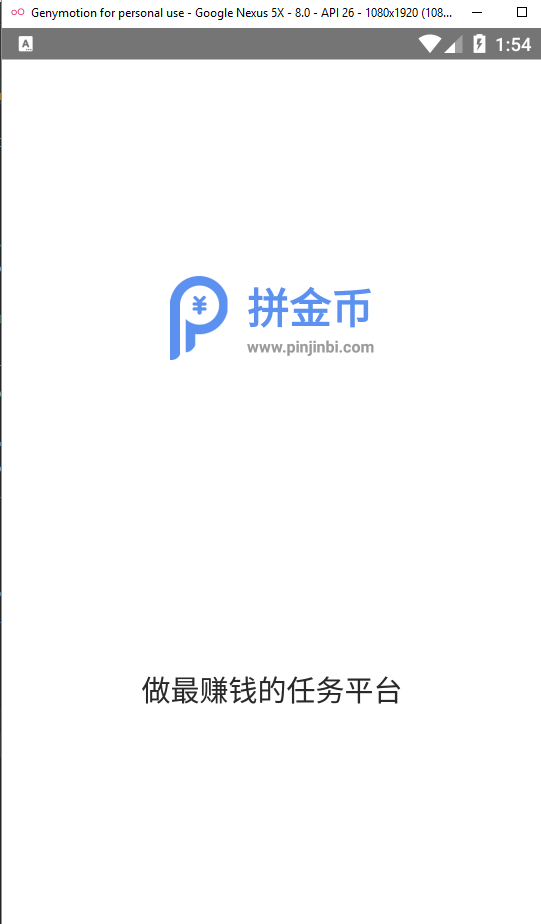 Genymotion for personal use - Google Nexus 5X - 8.0 - API 26 - 1080x1920 (108...
A
1:54
¥
拼金币
www.pinjinbi.com
做最赚钱的任务平台